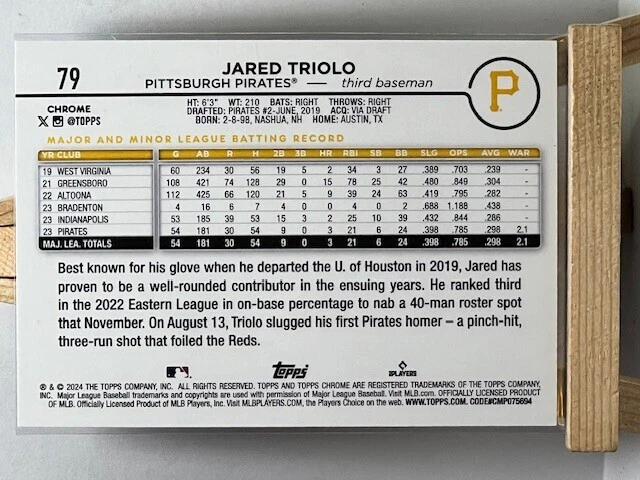 79
JARED TRIOLO
PITTSBURGH PIRATES® — third baseman
P
CHROME
X @TOPPS
HT: 6'3" WT: 210 BATS: RIGHT THROWS: RIGHT
DRAFTED: PIRATES #2-JUNE, 2019 ACQ: VIA DRAFT
BORN: 2-8-98, NASHUA, NH HOME: AUSTIN, TX
MAJOR AND MINOR LEAGUE BATTING RECORD
YR CLUB G AB R H 2B 3B HR RBI SB BB SLG OPS AVG WAR
19 WEST VIRGINIA 60 234 30 56 19 5 2 34 3 27 .389 .703 .239 -
21 GREENSBORO 108 421 74 128 29 0 15 78 25 42 .480 .849 .304 -
22 ALTOONA 112 425 66 120 21 5 9 39 24 63 .419 .795 .282 -
23 BRADENTON 4 16 6 7 4 0 0 4 0 2 .688 1.188 .438 -
23 INDIANAPOLIS 53 185 39 53 15 3 2 25 10 39 .432 .844 .286 -
23 PIRATES 54 181 30 54 9 0 3 21 6 24 .398 .785 .298 2.1
MAJ. LEA. TOTALS 54 181 30 54 9 0 3 21 6 24 .398 .785 .298 2.1
Best known for his glove when he departed the U. of Houston in 2019, Jared has
proven to be a well-rounded contributor in the ensuing years. He ranked third
in the 2022 Eastern League in on-base percentage to nab a 40-man roster spot
that November. On August 13, Triolo slugged his first Pirates homer – a pinch-hit,
three-run shot that foiled the Reds.
Topps
PLAYERS
® & © 2024 THE TOPPS COMPANY, INC. ALL RIGHTS RESERVED. TOPPS AND TOPPS CHROME ARE REGISTERED TRADEMARKS OF THE TOPPS COMPANY,
INC. Major League Baseball trademarks and copyrights are used with permission of Major League Baseball. Visit MLB.com. OFFICIALLY LICENSED PRODUCT
OF MLB. Officially Licensed Product of MLB Players, Inc. Visit MLBPLAYERS.COM, the Players Choice on the web. WWW.TOPPS.COM. CODE#CMP075694